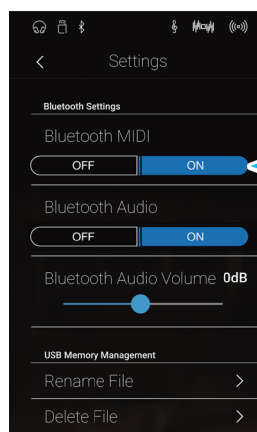 Settings
Bluetooth Settings
Bluetooth MIDI
OFF ON
Bluetooth Audio
OFF ON
Bluetooth Audio Volume 0dB
USB Memory Management
Rename File
Delete File